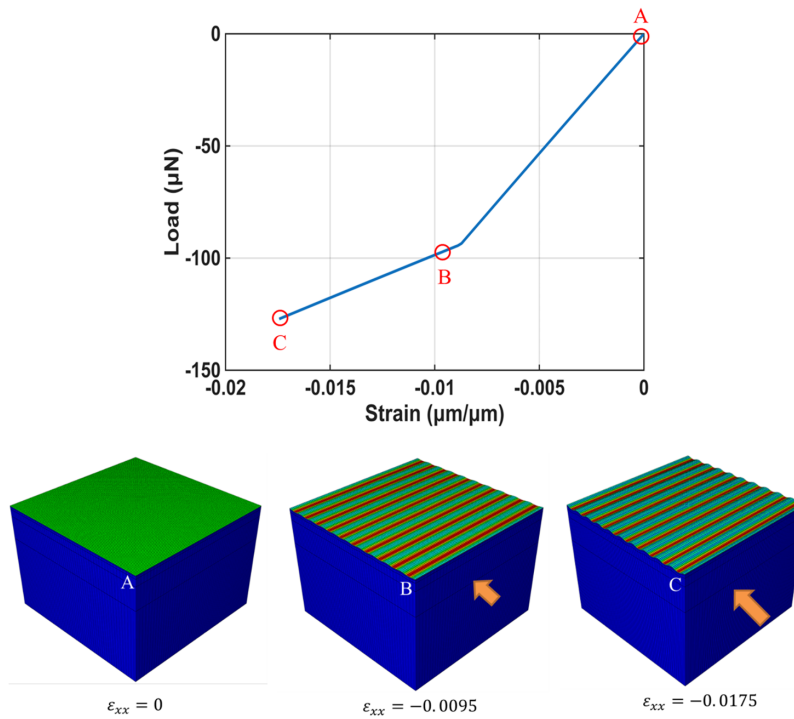 A
0
-50
-100
-150
Load (µN)
B
C
-0.02 -0.015 -0.01 -0.005 0
Strain (µm/µm)
A
B
C
εxx = 0
εxx = −0.0095
εxx = −0.0175